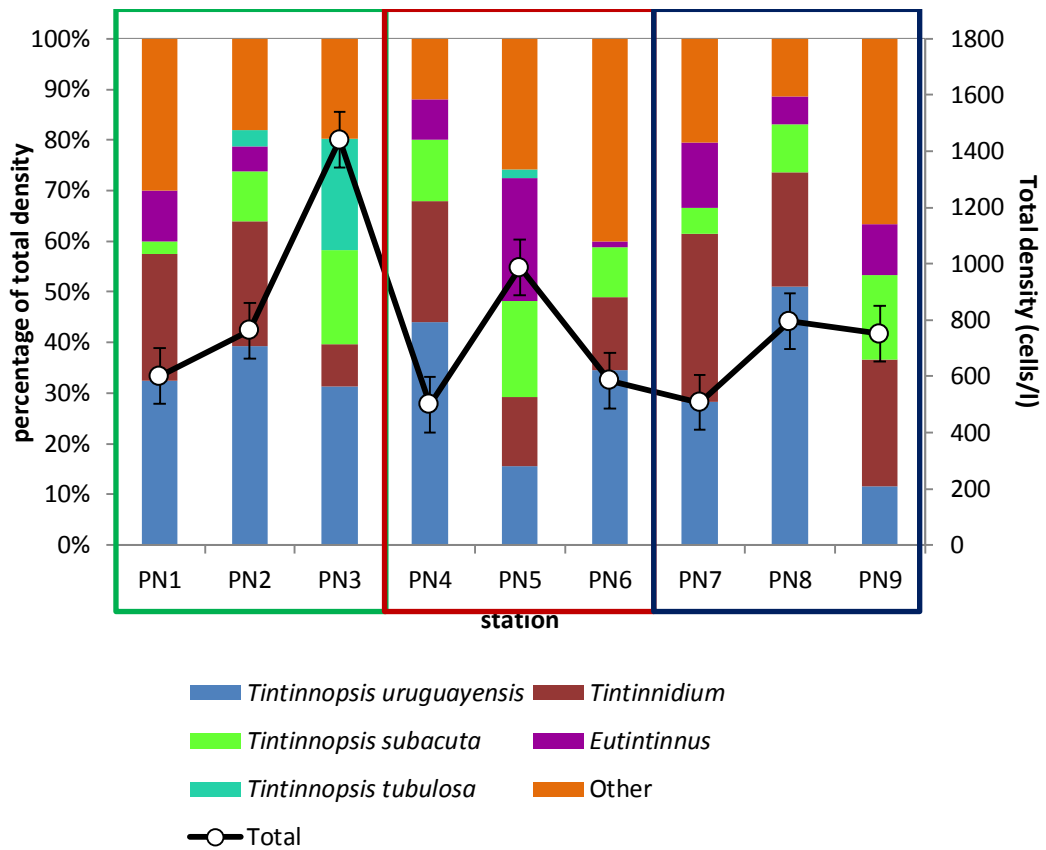 100%
90%
80%
70%
60%
50%
40%
30%
20%
10%
0%
percentage of total density
1800
1600
1400
1200
1000
800
600
400
200
0
Total density (cells/l)
PN1 PN2 PN3 PN4 PN5 PN6 PN7 PN8 PN9
station
Tintinnopsis uruguayensis Tintinnidium
Tintinnopsis subacuta Eutintinnus
Tintinnopsis tubulosa Other
Total